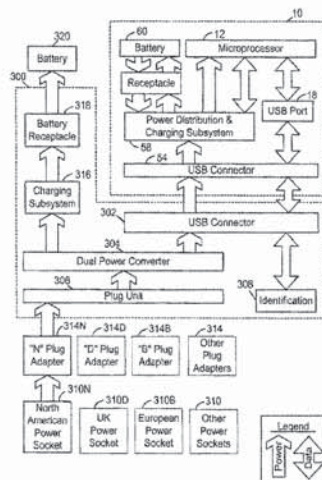 10
320
Battery
60
Battery
12
Microprocessor
300
Receptacle
18
USB Port
318
Battery
Receptacle
Power Distribution &
Charging Subsystem
58
54
USB Connector
316
Charging
Subsystem
302
USB Connector
304
Dual Power Converter
306
Plug Unit
308
Identification
314N
314D
314B
314
"N" Plug
Adapter
"D" Plug
Adapter
"B" Plug
Adapter
Other
Plug
Adapters
310N
310D
310B
310
North
American
Power
Socket
UK
Power
Socket
European
Power
Socket
Other
Power
Sockets
Legend
Power
Data